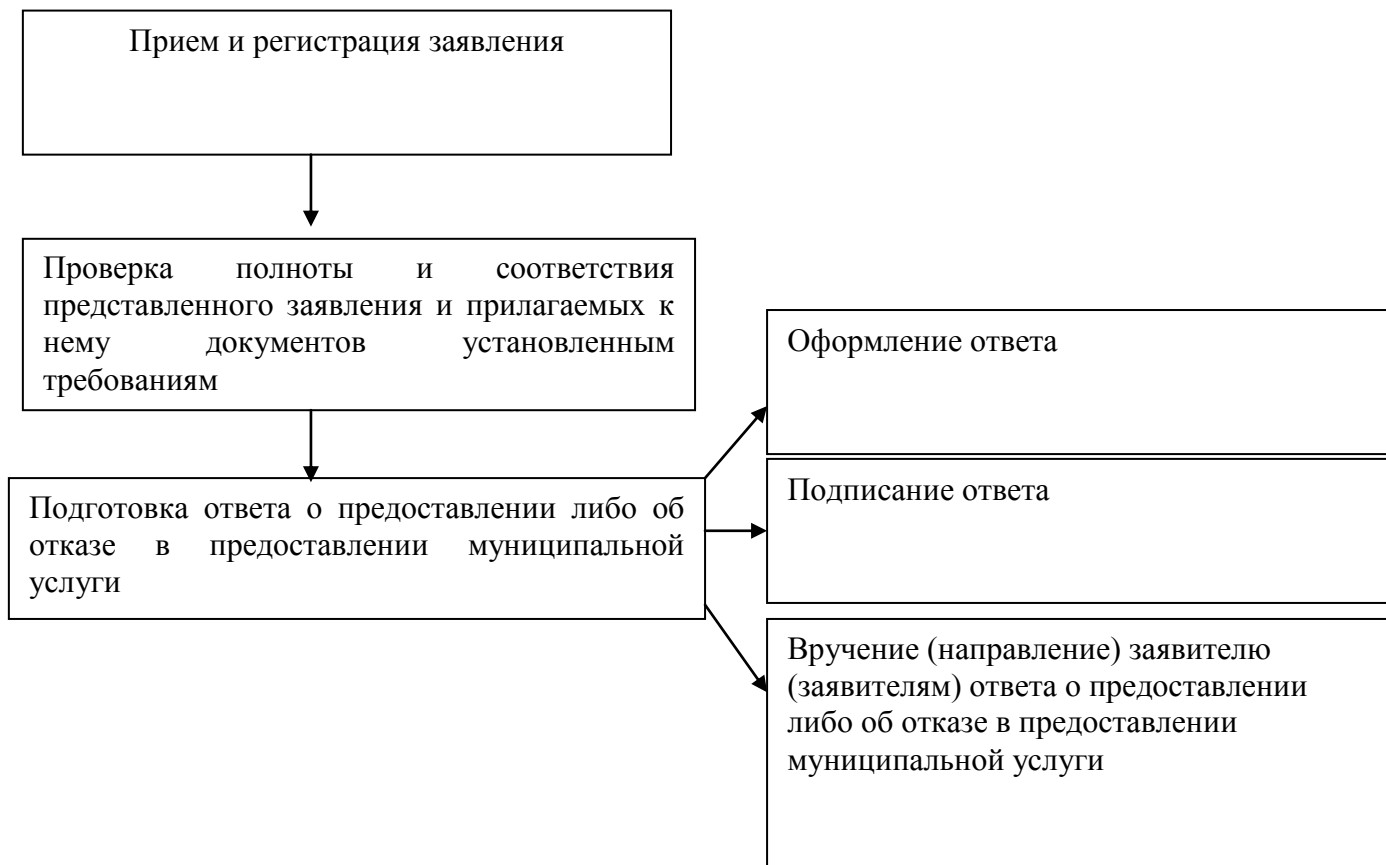 Прием и регистрация заявления
Проверка полноты и соответствия
представленного заявления и прилагаемых к
нему документов установленным
требованиям
Подготовка ответа о предоставлении либо об
отказе в предоставлении муниципальной
услуги
Оформление ответа
Подписание ответа
Вручение (направление) заявителю
(заявителям) ответа о предоставлении
либо об отказе в предоставлении
муниципальной услуги